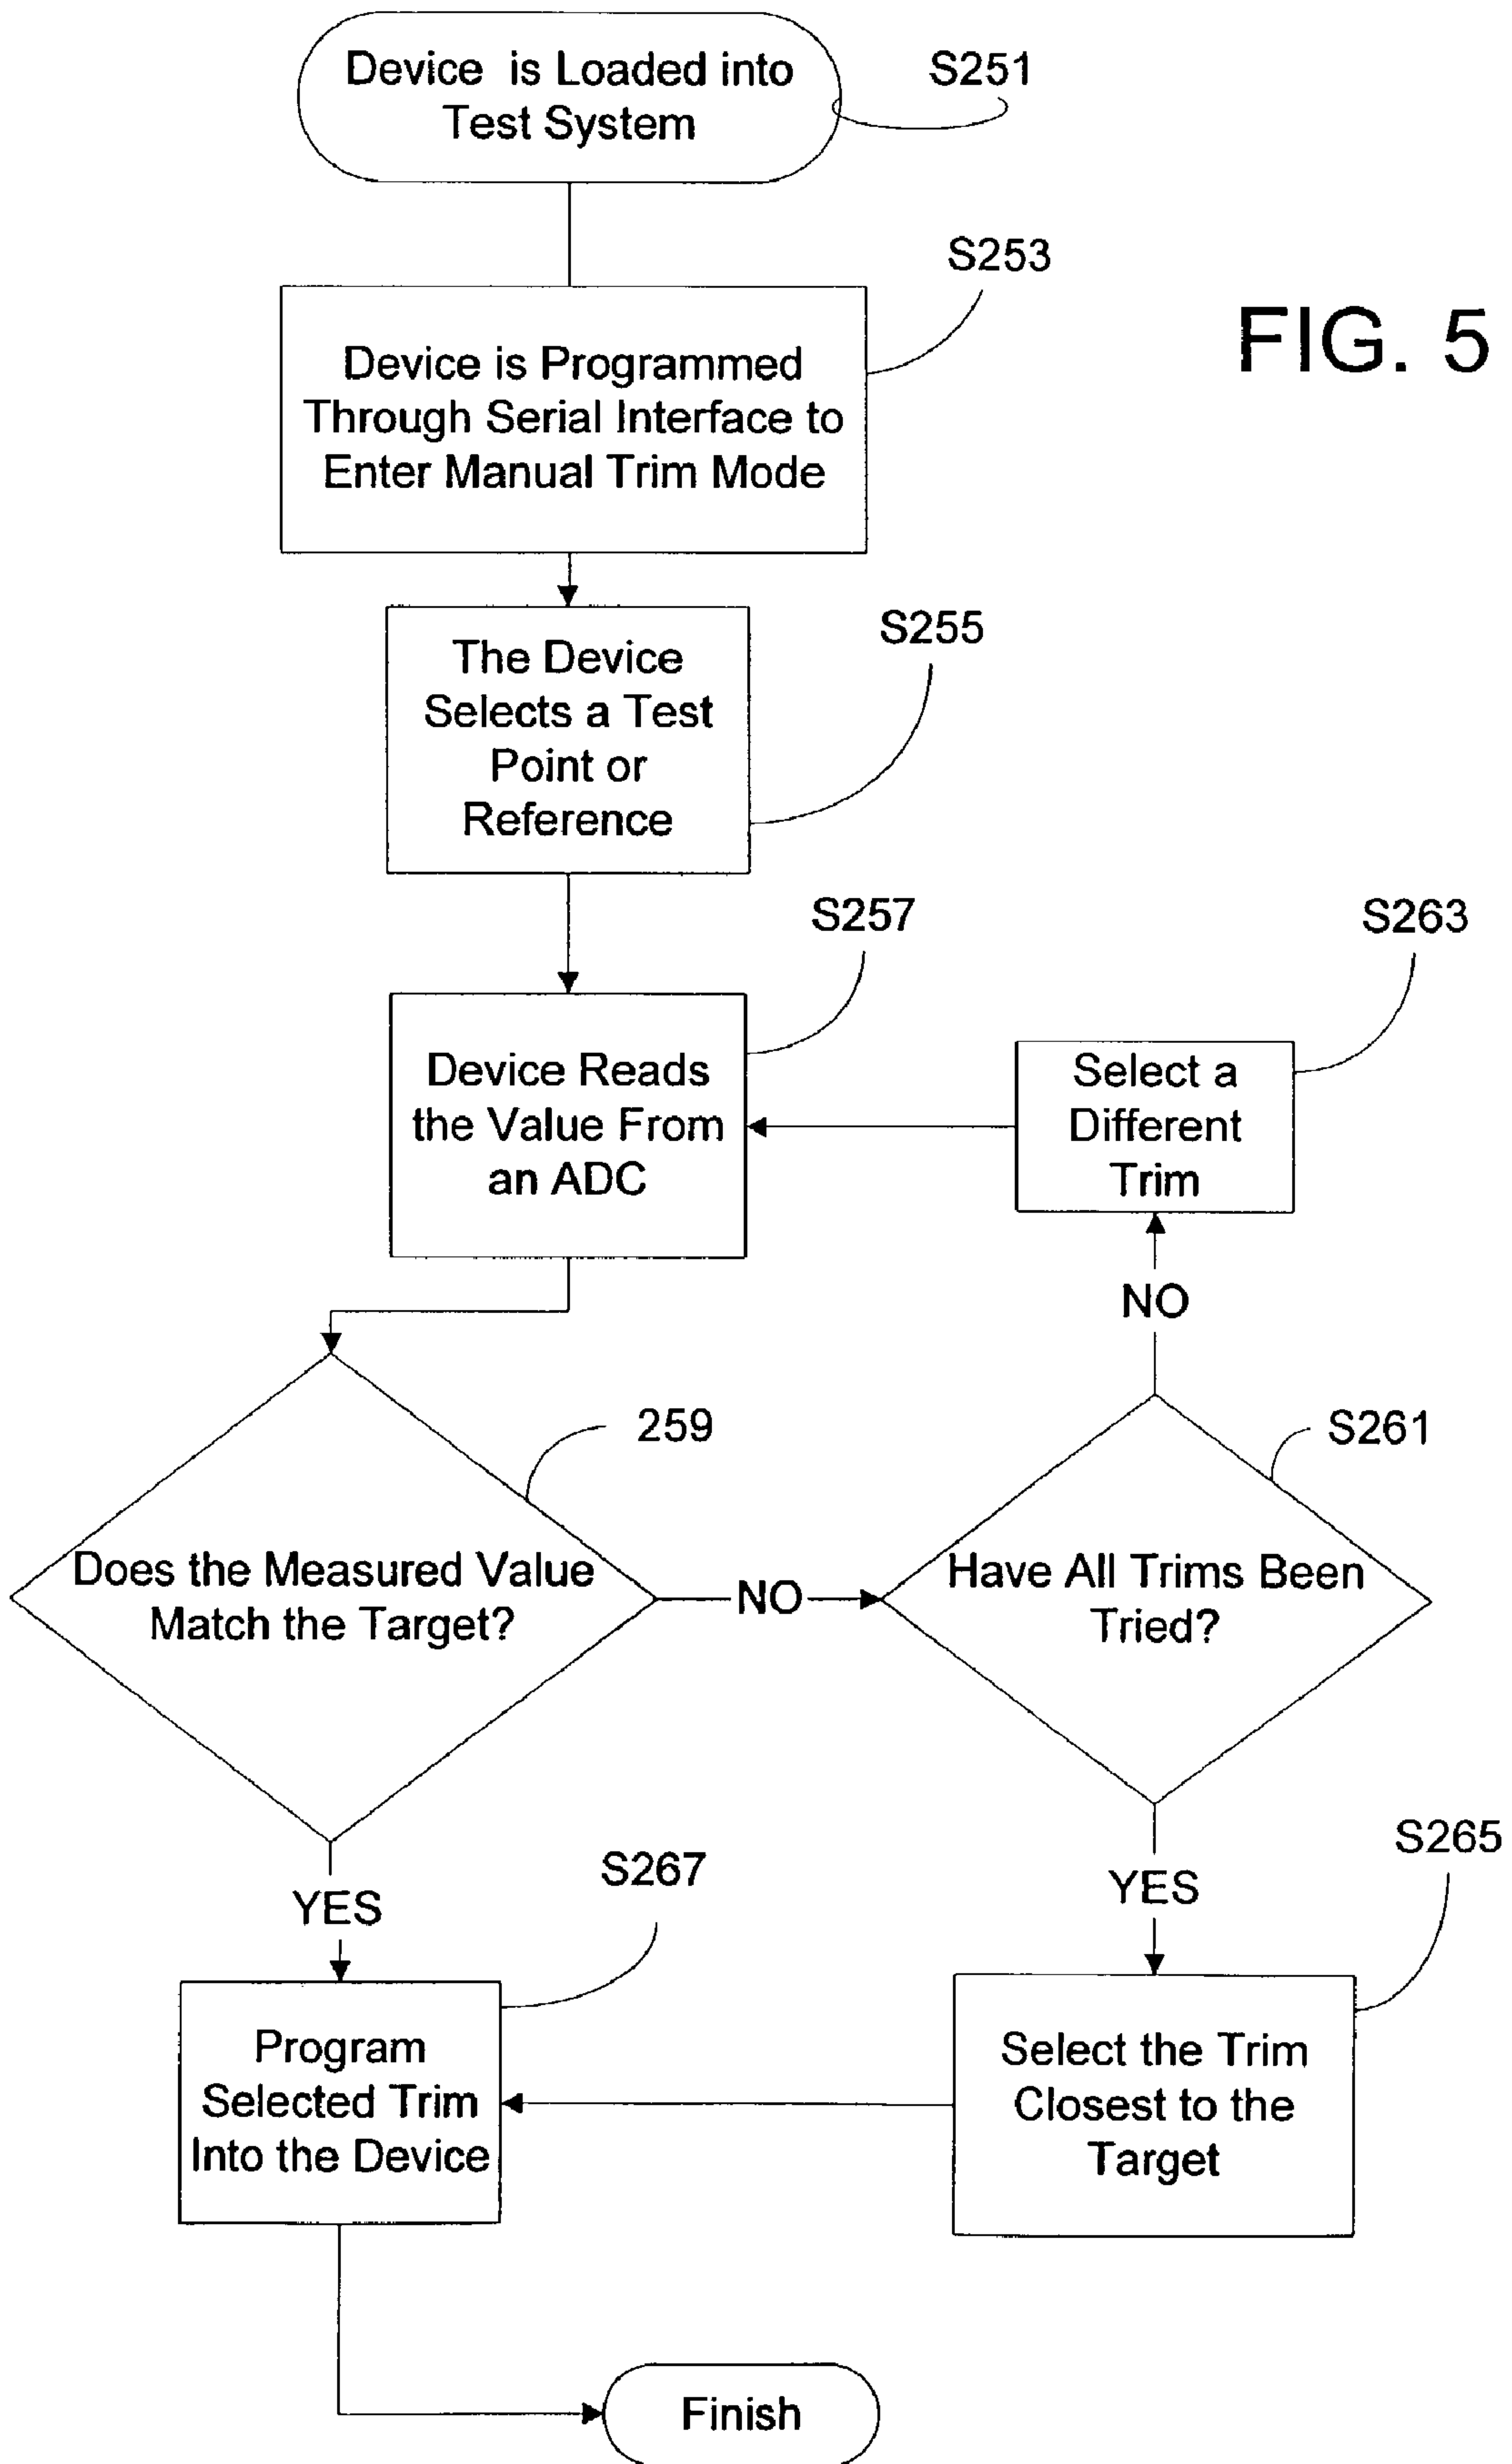 Device is Loaded into
Test System
S251
S253
FIG. 5
Device is Programmed
Through Serial Interface to
Enter Manual Trim Mode
S255
The Device
Selects a Test
Point or
Reference
S257
S263
Device Reads
the Value From
an ADC
Select a
Different
Trim
NO
259
S261
Does the Measured Value
Match the Target?
NO
Have All Trims Been
Tried?
S267
S265
YES
YES
Program
Selected Trim
Into the Device
Select the Trim
Closest to the
Target
Finish